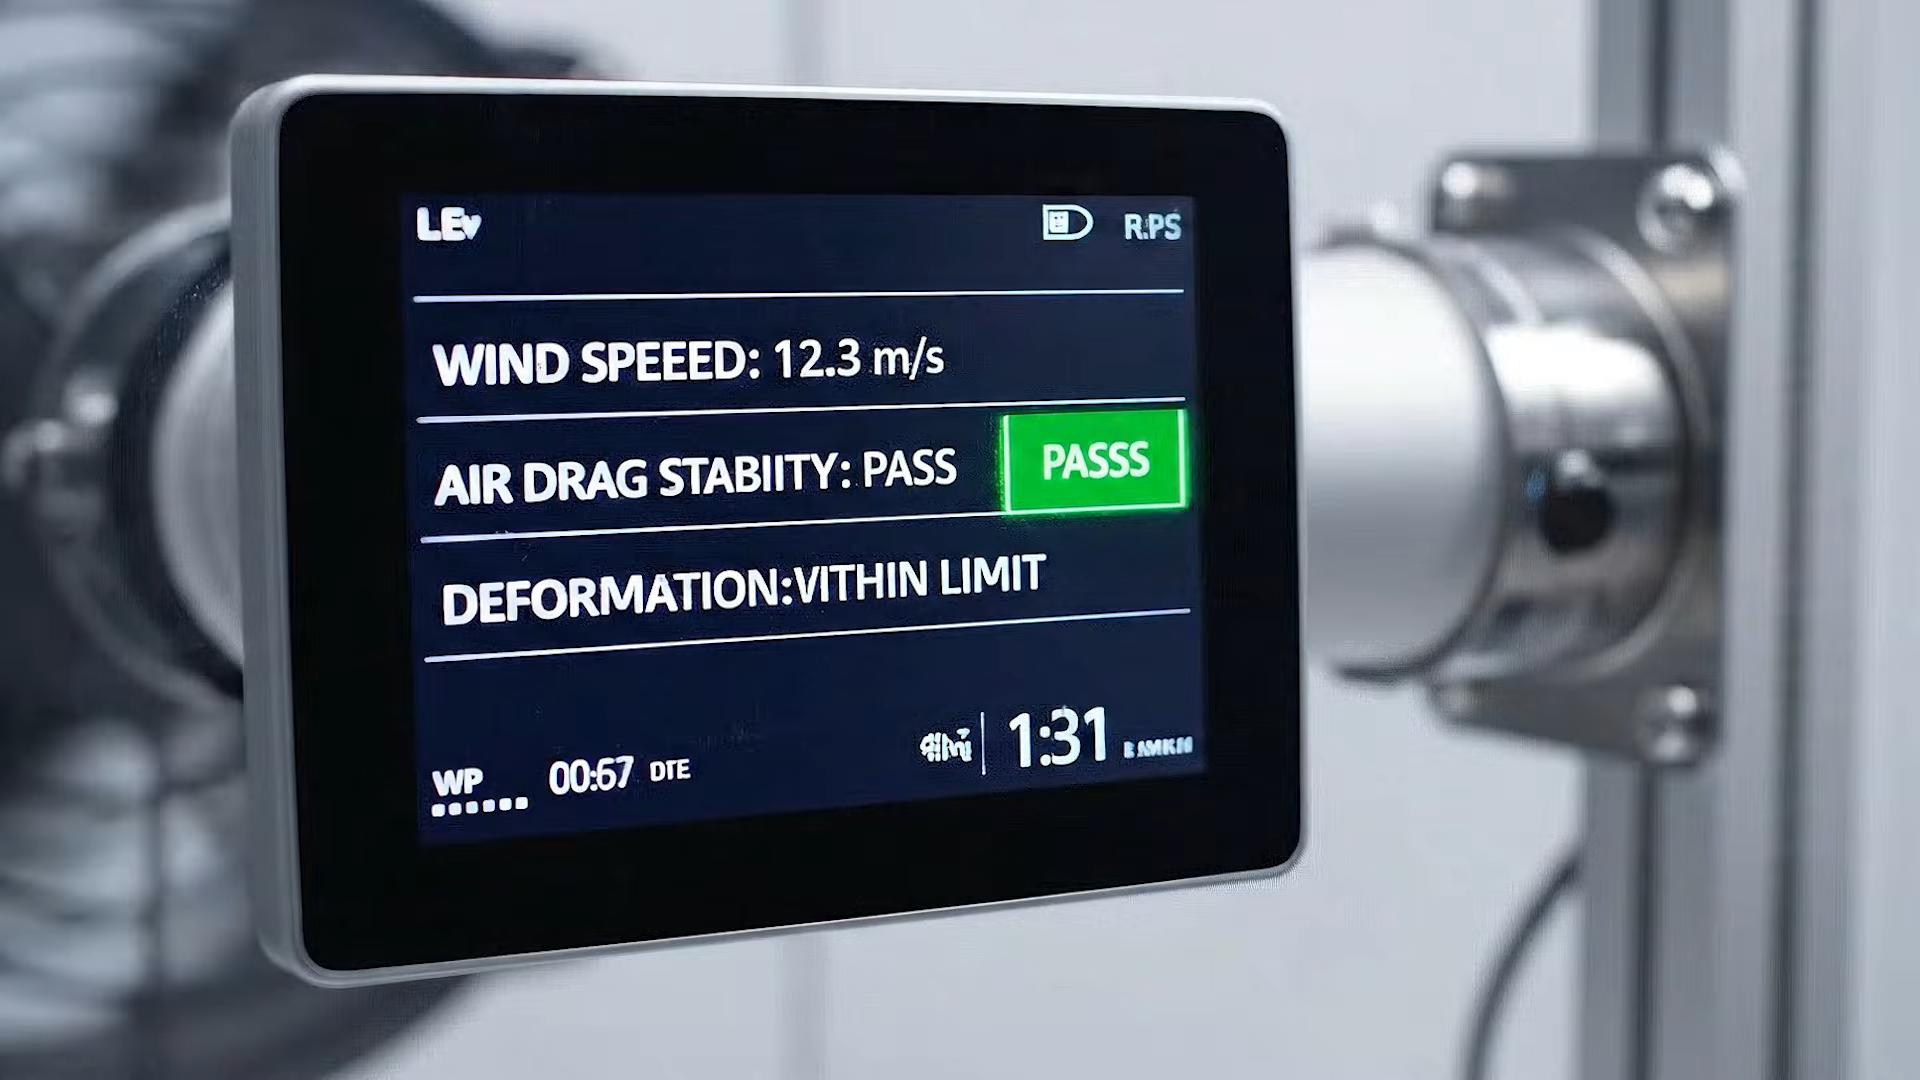 LEv R.PS
WIND SPEEED: 12.3 m/s
AIR DRAG STABIITY: PASS PASSS
DEFORMATION:VITHIN LIMIT
WP 00:67 DTE 1:31